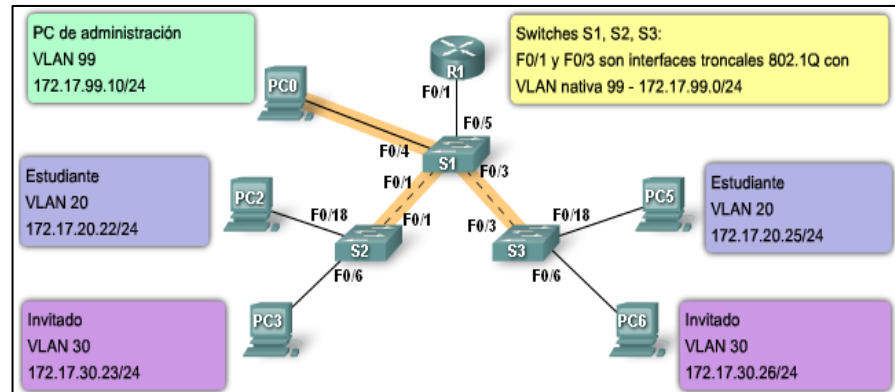 PC de administración
VLAN 99
172.17.99.10/24
Switches S1, S2, S3:
F0/1 y F0/3 son interfaces troncales 802.1Q con
VLAN nativa 99 - 172.17.99.0/24
R1
F0/1
PC0
F0/5
F0/4
S1
F0/1
F0/3
Estudiante
VLAN 20
172.17.20.22/24
PC2
F0/18
F0/1
S2
F0/6
F0/3
S3
F0/18
F0/6
PC5
Estudiante
VLAN 20
172.17.20.25/24
Invitado
VLAN 30
172.17.30.23/24
PC3
PC6
Invitado
VLAN 30
172.17.30.26/24